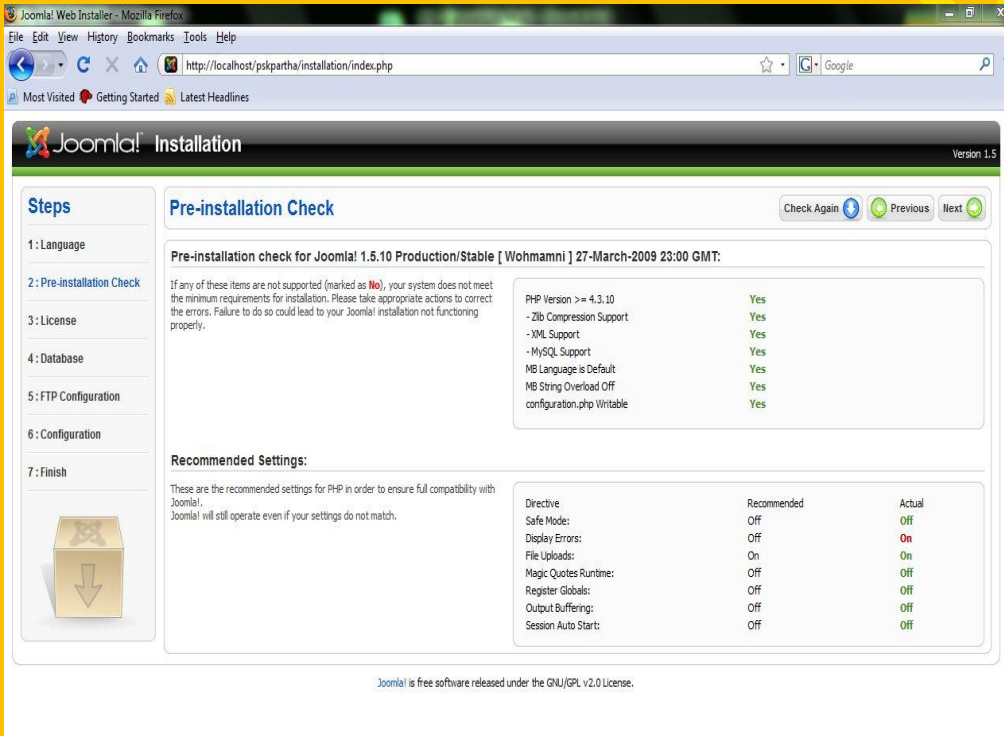 Joomla! Web Installer - Mozilla Firefox
File Edit View History Bookmarks Tools Help
http://localhost/pskpartha/installation/index.php
G Google
Most Visited Getting Started Latest Headlines
Joomla! Installation
Version 1.5
Steps
1 : Language
2 : Pre-installation Check
3 : License
4 : Database
5 : FTP Configuration
6 : Configuration
7 : Finish
Pre-installation Check
Check Again Previous Next
Pre-installation check for Joomla! 1.5.10 Production/Stable [ Wohmamni ] 27-March-2009 23:00 GMT:
If any of these items are not supported (marked as No), your system does not meet
the minimum requirements for installation. Please take appropriate actions to correct
the errors. Failure to do so could lead to your Joomla! installation not functioning
properly.
PHP Version >= 4.3.10 Yes
- Zlib Compression Support Yes
- XML Support Yes
- MySQL Support Yes
MB Language is Default Yes
MB String Overload Off Yes
configuration.php Writable Yes
Recommended Settings:
These are the recommended settings for PHP in order to ensure full compatibility with
Joomla!.
Joomla! will still operate even if your settings do not match.
Directive Recommended Actual
Safe Mode: Off Off
Display Errors: Off On
File Uploads: On On
Magic Quotes Runtime: Off Off
Register Globals: Off Off
Output Buffering: Off Off
Session Auto Start: Off Off
Joomla! is free software released under the GNU/GPL v2.0 License.